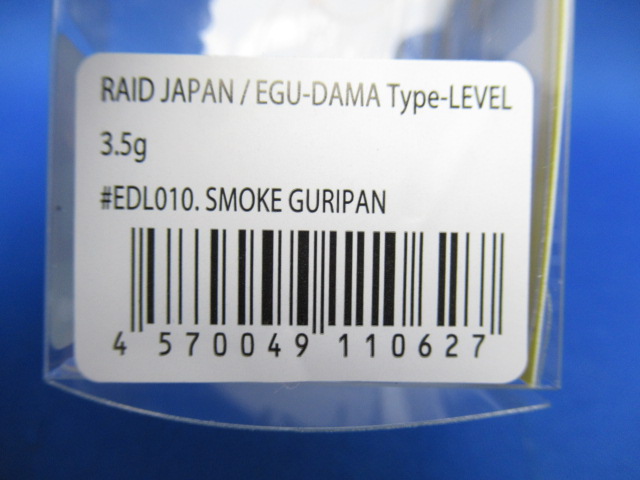 RAID JAPAN / EGU-DAMA Type-LEVEL
3.5g
#EDL010. SMOKE GURIPAN
4 570049 110627